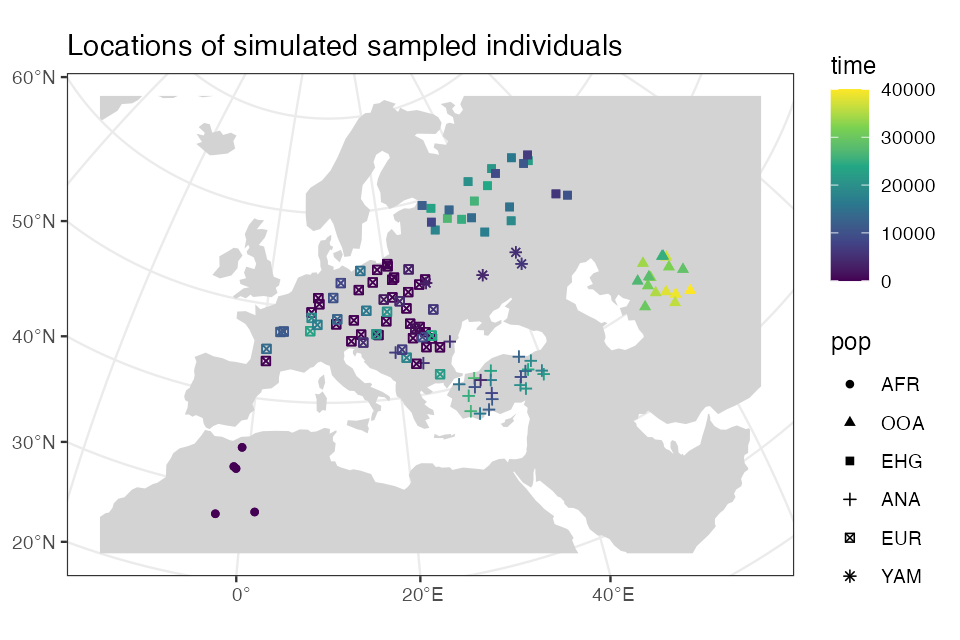 Locations of simulated sampled individuals
60°N
50°N
40°N
30°N
20°N
0°
20°E
40°E
time
40000
30000
20000
10000
0
pop
AFR
OOA
EHG
ANA
EUR
YAM